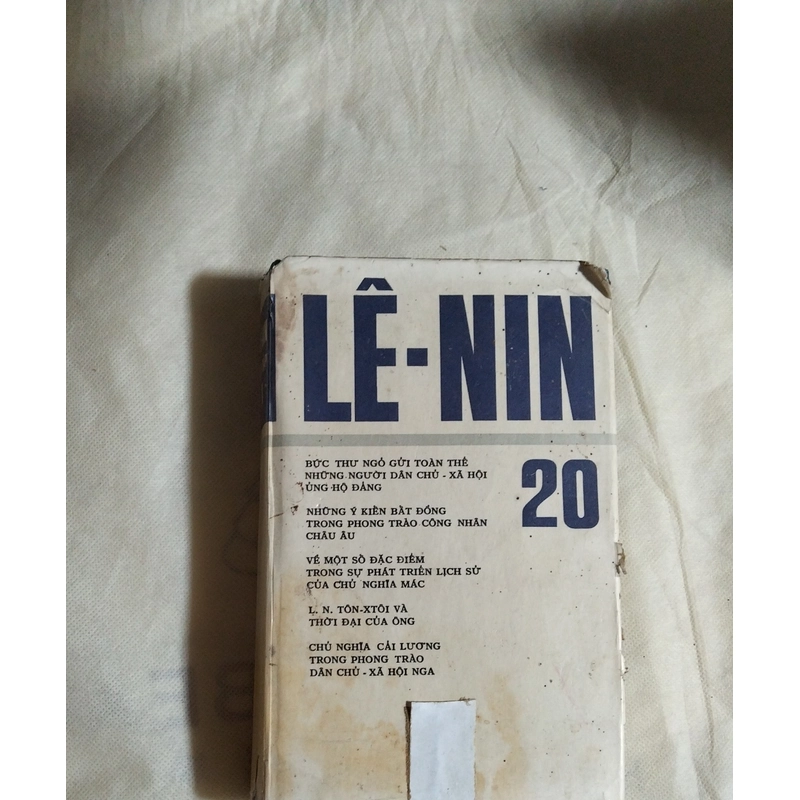 LÊ-NIN
20
BỨC THƯ NGỎ GỬI TOÀN THỂ
NHỮNG NGƯỜI DÂN CHỦ - XÃ HỘI
ỦNG HỘ ĐẢNG
NHỮNG Ý KIẾN BẤT ĐỒNG
TRONG PHONG TRÀO CÔNG NHÂN
CHÂU ÂU
VỀ MỘT SỐ ĐẶC ĐIỂM
TRONG SỰ PHÁT TRIỂN LỊCH SỬ
CỦA CHỦ NGHĨA MÁC
L. N. TÔN-XTÔI VÀ
THỜI ĐẠI CỦA ÔNG
CHỦ NGHĨA CẢI LƯƠNG
TRONG PHONG TRÀO
DÂN CHỦ - XÃ HỘI NGA